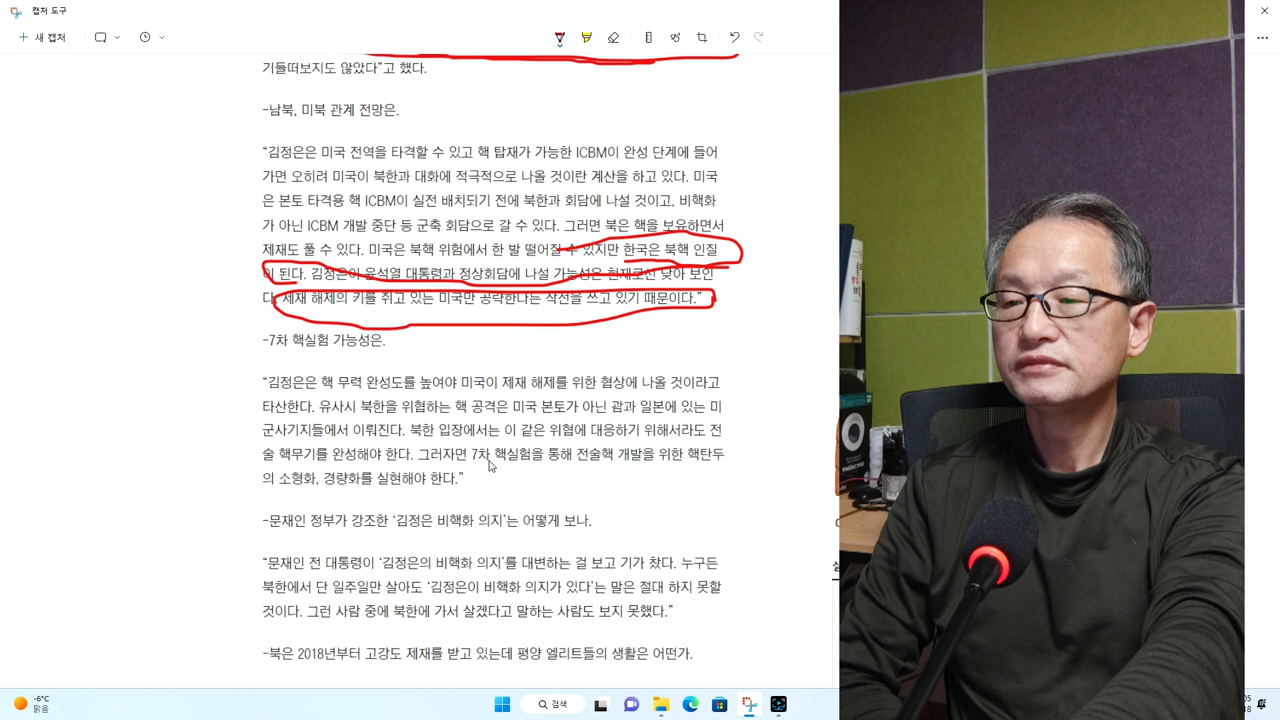 캡처 도구
새 캡처
거들떠보지도 않았다”고 했다.
-남북, 미북 관계 전망은.
“김정은은 미국 전역을 타격할 수 있고 핵 탑재가 가능한 ICBM이 완성 단계에 들어
가면 오히려 미국이 북한과 대화에 적극적으로 나올 것이란 계산을 하고 있다. 미국
은 본토 타격용 핵 ICBM이 실전 배치되기 전에 북한과 회담에 나설 것이고, 비핵화
가 아닌 ICBM 개발 중단 등 군축 회담으로 갈 수 있다. 그러면 북은 핵을 보유하면서
제재도 풀 수 있다. 미국은 북핵 위험에서 한 발 떨어질 수 있지만 한국은 북핵 인질
이 된다. 김정은이 윤석열 대통령과 정상회담에 나설 가능성은 현재로선 낮아 보인
다. 제재 해제의 키를 쥐고 있는 미국만 공략한다는 작전을 쓰고 있기 때문이다.”
-7차 핵실험 가능성은.
“김정은은 핵 무력 완성도를 높여야 미국이 제재 해제를 위한 협상에 나올 것이라고
타산한다. 유사시 북한을 위협하는 핵 공격은 미국 본토가 아닌 괌과 일본에 있는 미
군사기지들에서 이뤄진다. 북한 입장에서는 이 같은 위협에 대응하기 위해서라도 전
술 핵무기를 완성해야 한다. 그러자면 7차 핵실험을 통해 전술핵 개발을 위한 핵탄두
의 소형화, 경량화를 실현해야 한다.”
-문재인 정부가 강조한 ‘김정은 비핵화 의지’는 어떻게 보나.
“문재인 전 대통령이 ‘김정은의 비핵화 의지’를 대변하는 걸 보고 기가 찼다. 누구든
북한에서 단 일주일만 살아도 ‘김정은이 비핵화 의지가 있다’는 말은 절대 하지 못할
것이다. 그런 사람 중에 북한에 가서 살겠다고 말하는 사람도 보지 못했다.”
-북은 2018년부터 고강도 제재를 받고 있는데 평양 엘리트들의 생활은 어떤가.
-6°C
맑음
검색
05
18